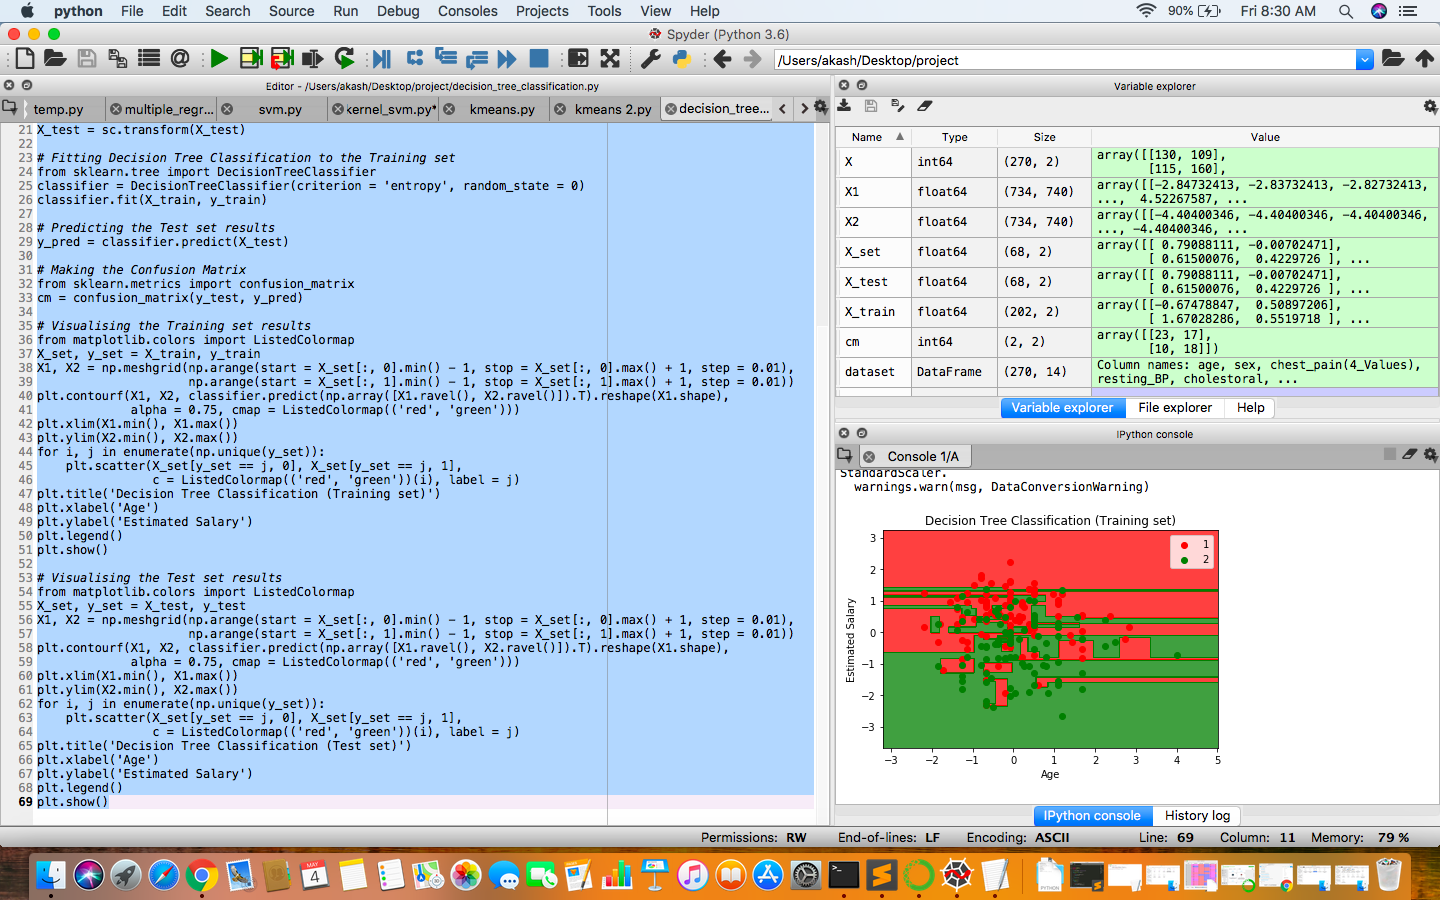 python File Edit Search Source Run Debug Consoles Projects Tools View Help 90% Fri 8:30 AM
Spyder (Python 3.6)
/Users/akash/Desktop/project
Editor - /Users/akash/Desktop/project/decision_tree_classification.py
temp.py multiple_regr... svm.py kernel_svm.py* kmeans.py kmeans 2.py decision_tree...
21 X_test = sc.transform(X_test)
22
23 # Fitting Decision Tree Classification to the Training set
24 from sklearn.tree import DecisionTreeClassifier
25 classifier = DecisionTreeClassifier(criterion = 'entropy', random_state = 0)
26 classifier.fit(X_train, y_train)
27
28 # Predicting the Test set results
29 y_pred = classifier.predict(X_test)
30
31 # Making the Confusion Matrix
32 from sklearn.metrics import confusion_matrix
33 cm = confusion_matrix(y_test, y_pred)
34
35 # Visualising the Training set results
36 from matplotlib.colors import ListedColormap
37 X_set, y_set = X_train, y_train
38 X1, X2 = np.meshgrid(np.arange(start = X_set[:, 0].min() - 1, stop = X_set[:, 0].max() + 1, step = 0.01),
39 np.arange(start = X_set[:, 1].min() - 1, stop = X_set[:, 1].max() + 1, step = 0.01))
40 plt.contourf(X1, X2, classifier.predict(np.array([X1.ravel(), X2.ravel()]).T).reshape(X1.shape),
41 alpha = 0.75, cmap = ListedColormap(('red', 'green')))
42 plt.xlim(X1.min(), X1.max())
43 plt.ylim(X2.min(), X2.max())
44 for i, j in enumerate(np.unique(y_set)):
45 plt.scatter(X_set[y_set == j, 0], X_set[y_set == j, 1],
46 c = ListedColormap(('red', 'green'))(i), label = j)
47 plt.title('Decision Tree Classification (Training set)')
48 plt.xlabel('Age')
49 plt.ylabel('Estimated Salary')
50 plt.legend()
51 plt.show()
52
53 # Visualising the Test set results
54 from matplotlib.colors import ListedColormap
55 X_set, y_set = X_test, y_test
56 X1, X2 = np.meshgrid(np.arange(start = X_set[:, 0].min() - 1, stop = X_set[:, 0].max() + 1, step = 0.01),
57 np.arange(start = X_set[:, 1].min() - 1, stop = X_set[:, 1].max() + 1, step = 0.01))
58 plt.contourf(X1, X2, classifier.predict(np.array([X1.ravel(), X2.ravel()]).T).reshape(X1.shape),
59 alpha = 0.75, cmap = ListedColormap(('red', 'green')))
60 plt.xlim(X1.min(), X1.max())
61 plt.ylim(X2.min(), X2.max())
62 for i, j in enumerate(np.unique(y_set)):
63 plt.scatter(X_set[y_set == j, 0], X_set[y_set == j, 1],
64 c = ListedColormap(('red', 'green'))(i), label = j)
65 plt.title('Decision Tree Classification (Test set)')
66 plt.xlabel('Age')
67 plt.ylabel('Estimated Salary')
68 plt.legend()
69 plt.show()
Variable explorer
Name Type Size Value
X int64 (270, 2) array([[130, 109],
[115, 160],
X1 float64 (734, 740) array([[-2.84732413, -2.83732413, -2.82732413,
..., 4.52267587, ...
X2 float64 (734, 740) array([[-4.40400346, -4.40400346, -4.40400346,
..., -4.40400346, ...
X_set float64 (68, 2) array([[ 0.79088111, -0.00702471],
[ 0.61500076, 0.4229726 ], ...
X_test float64 (68, 2) array([[ 0.79088111, -0.00702471],
[ 0.61500076, 0.4229726 ], ...
X_train float64 (202, 2) array([[-0.67478847, 0.50897206],
[ 1.67028286, 0.5519718 ], ...
cm int64 (2, 2) array([[23, 17],
[10, 18]])
dataset DataFrame (270, 14) Column names: age, sex, chest_pain(4_Values),
resting_BP, cholestoral, ...
Variable explorer File explorer Help
IPython console
Console 1/A
StandardScaler.
warnings.warn(msg, DataConversionWarning)
Decision Tree Classification (Training set)
3
2
1
0
−1
−2
−3
Estimated Salary
1
2
−3 −2 −1 0 1 2 3 4 5
Age
IPython console History log
Permissions: RW End-of-lines: LF Encoding: ASCII Line: 69 Column: 11 Memory: 79 %
MAY
4
PYTHON